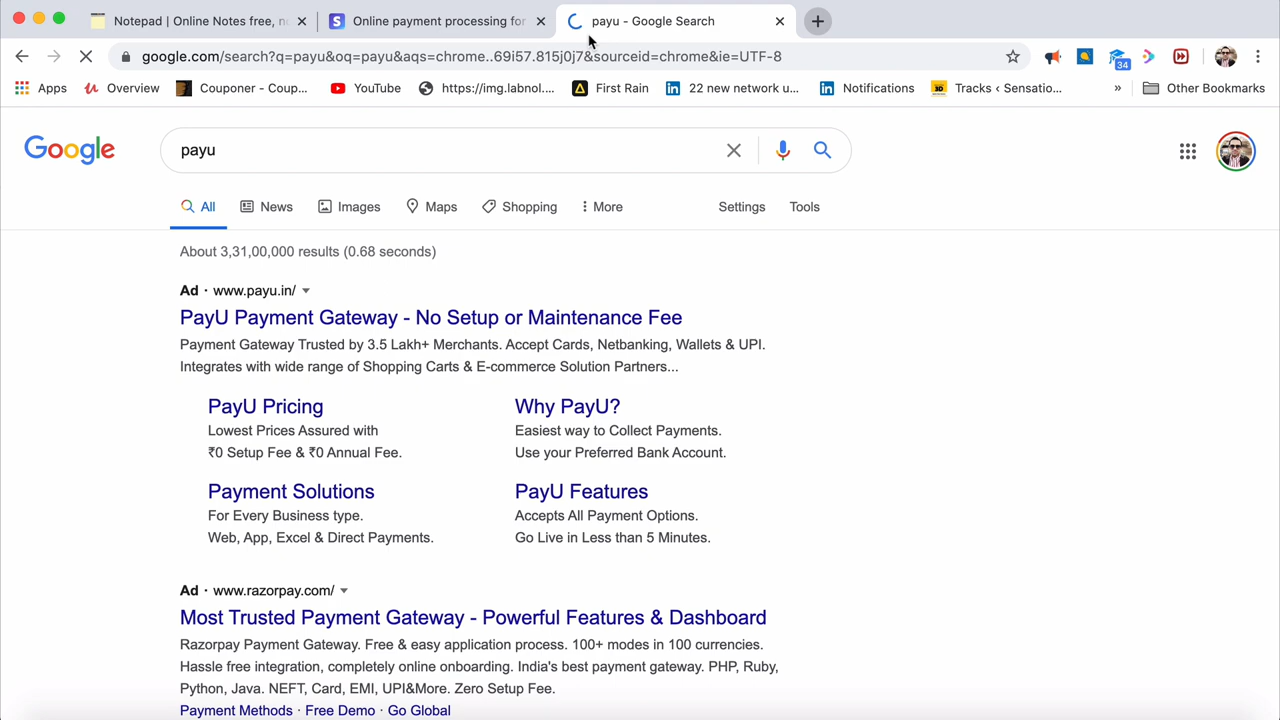 Notepad | Online Notes free, no
Online payment processing for
payu - Google Search
google.com/search?q=payu&oq=payu&aqs=chrome..69i57.815j0j7&sourceid=chrome&ie=UTF-8
34
Apps
Overview
Couponer - Coup...
YouTube
https://img.labnol....
First Rain
22 new network u...
Notifications
Tracks ‹ Sensatio...
»
Other Bookmarks
Google
payu
All
News
Images
Maps
Shopping
More
Settings
Tools
About 3,31,00,000 results (0.68 seconds)
Ad · www.payu.in/
PayU Payment Gateway - No Setup or Maintenance Fee
Payment Gateway Trusted by 3.5 Lakh+ Merchants. Accept Cards, Netbanking, Wallets & UPI.
Integrates with wide range of Shopping Carts & E-commerce Solution Partners...
PayU Pricing
Lowest Prices Assured with
₹0 Setup Fee & ₹0 Annual Fee.
Why PayU?
Easiest way to Collect Payments.
Use your Preferred Bank Account.
Payment Solutions
For Every Business type.
Web, App, Excel & Direct Payments.
PayU Features
Accepts All Payment Options.
Go Live in Less than 5 Minutes.
Ad · www.razorpay.com/
Most Trusted Payment Gateway - Powerful Features & Dashboard
Razorpay Payment Gateway. Free & easy application process. 100+ modes in 100 currencies.
Hassle free integration, completely online onboarding. India's best payment gateway. PHP, Ruby,
Python, Java. NEFT, Card, EMI, UPI&More. Zero Setup Fee.
Payment Methods · Free Demo · Go Global